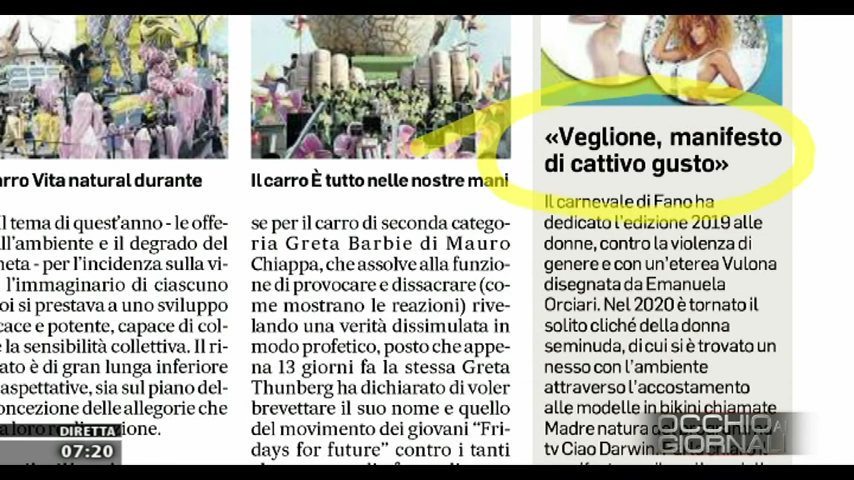 arro Vita natural durante
l tema di quest'anno - le offe-
all'ambiente e il degrado del
neta - per l'incidenza sulla vi-
l'immaginario di ciascuno
oi si prestava a uno sviluppo
cace e potente, capace di col-
e la sensibilità collettiva. Il ri-
ato è di gran lunga inferiore
aspettative, sia sul piano del-
oncezione delle allegorie che
a loro
Il carro È tutto nelle nostre mani
se per il carro di seconda catego-
ria Greta Barbie di Mauro
Chiappa, che assolve alla funzio-
ne di provocare e dissacrare (co-
me mostrano le reazioni) rive-
lando una verità dissimulata in
modo profetico, posto che appe-
na 13 giorni fa la stessa Greta
Thunberg ha dichiarato di voler
brevettare il suo nome e quello
del movimento dei giovani "Fri-
days for future" contro i tanti
«Veglione, manifesto
di cattivo gusto»
Il carnevale di Fano ha
dedicato l'edizione 2019 alle
donne, contro la violenza di
genere e con un'eterea Vulona
disegnata da Emanuela
Orciari. Nel 2020 è tornato il
solito cliché della donna
seminuda, di cui si è trovato un
nesso con l'ambiente
attraverso l'accostamento
alle modelle in bikini chiamate
Madre natura
tv Ciao Darwin.
DIRETTA
07:20
OCCHIO AI
GIORNALI